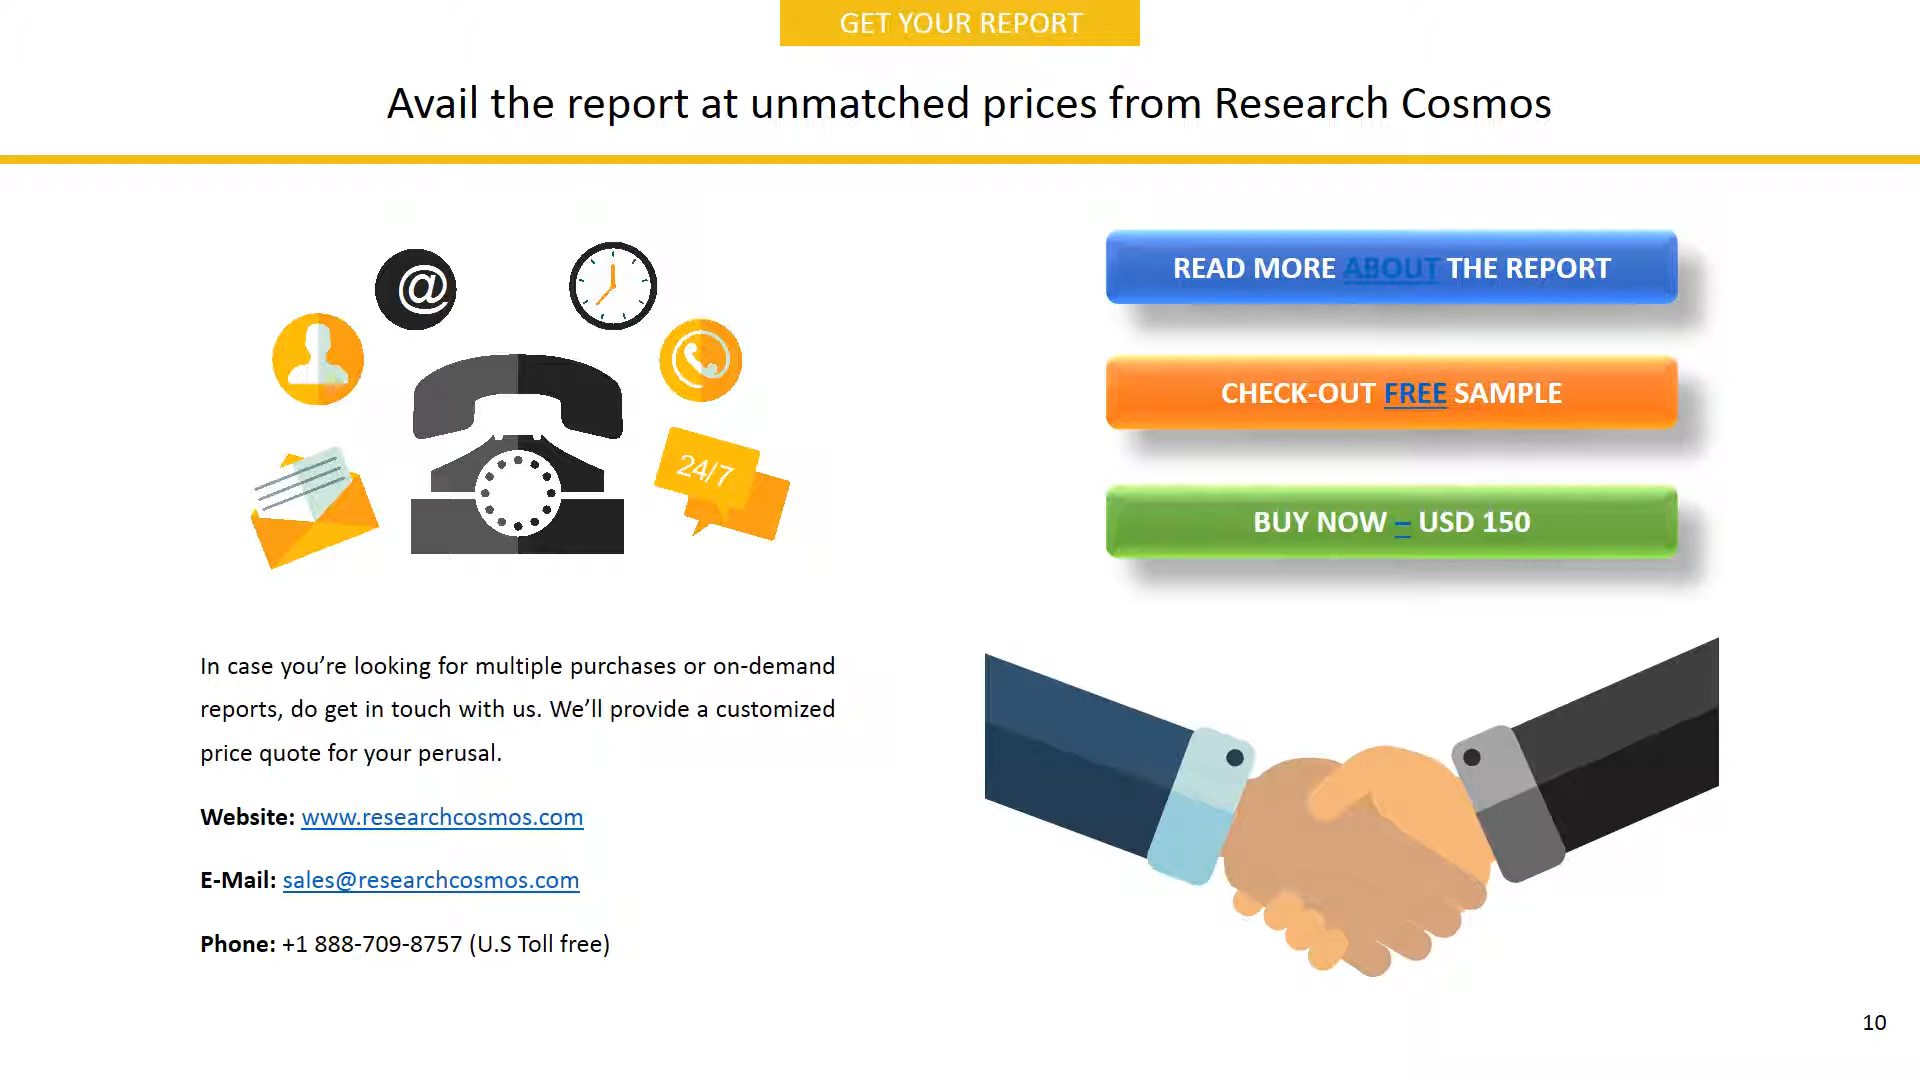 GET YOUR REPORT
Avail the report at unmatched prices from Research Cosmos
@
24/7
READ MORE ABOUT THE REPORT
CHECK-OUT FREE SAMPLE
BUY NOW – USD 150
In case you’re looking for multiple purchases or on-demand
reports, do get in touch with us. We’ll provide a customized
price quote for your perusal.
Website: www.researchcosmos.com
E-Mail: sales@researchcosmos.com
Phone: +1 888-709-8757 (U.S Toll free)
10